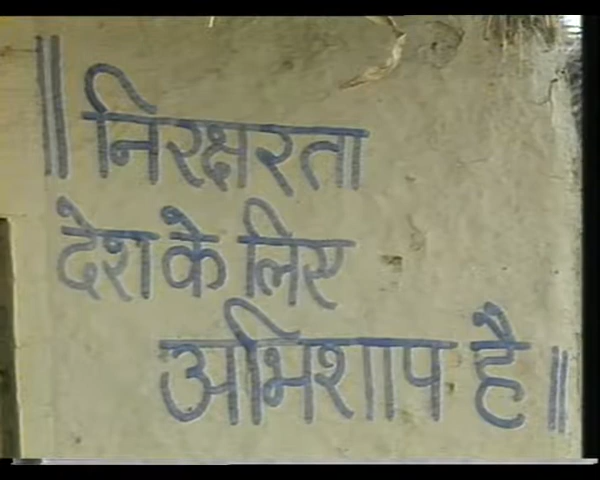 ॥ निरक्षरता
देश के लिए
अभिशाप है ॥